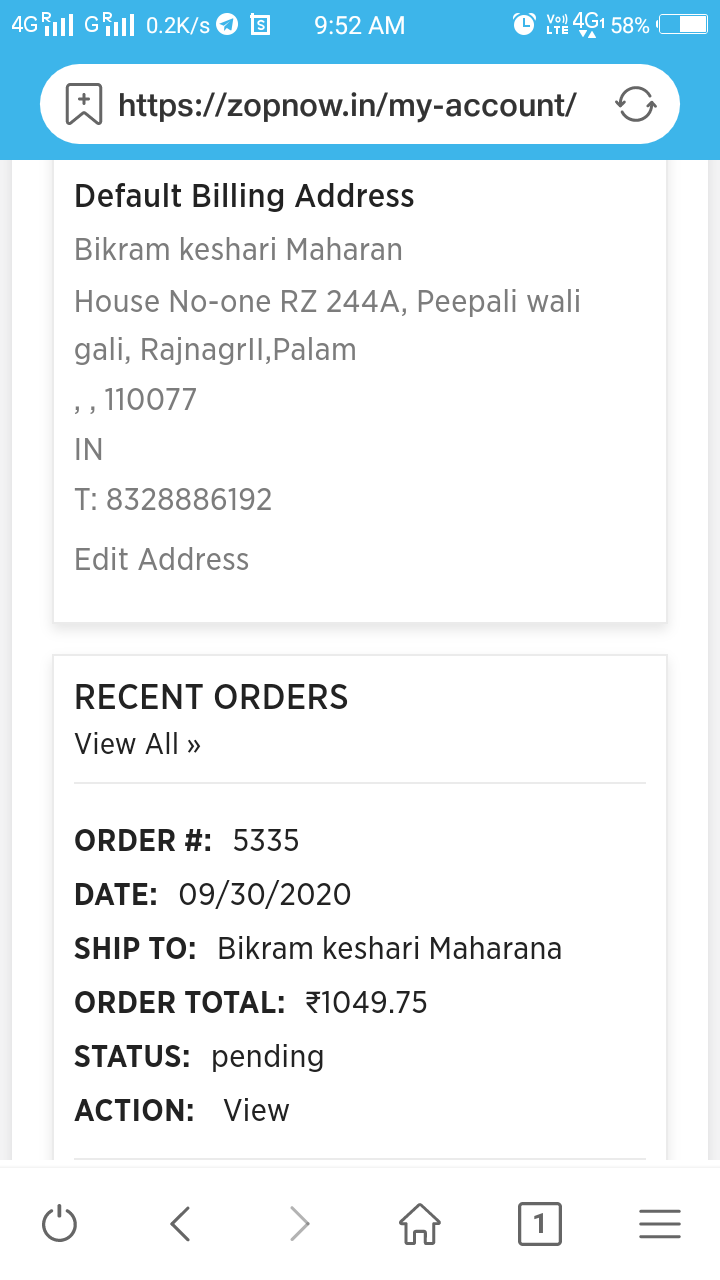 4G R G R 0.2K/s S 9:52 AM Vo)) LTE 4G1 58%
https://zopnow.in/my-account/
Default Billing Address
Bikram keshari Maharan
House No-one RZ 244A, Peepali wali
gali, RajnagrII,Palam
, , 110077
IN
T: 8328886192
Edit Address
RECENT ORDERS
View All »
ORDER #: 5335
DATE: 09/30/2020
SHIP TO: Bikram keshari Maharana
ORDER TOTAL: ₹1049.75
STATUS: pending
ACTION: View
1